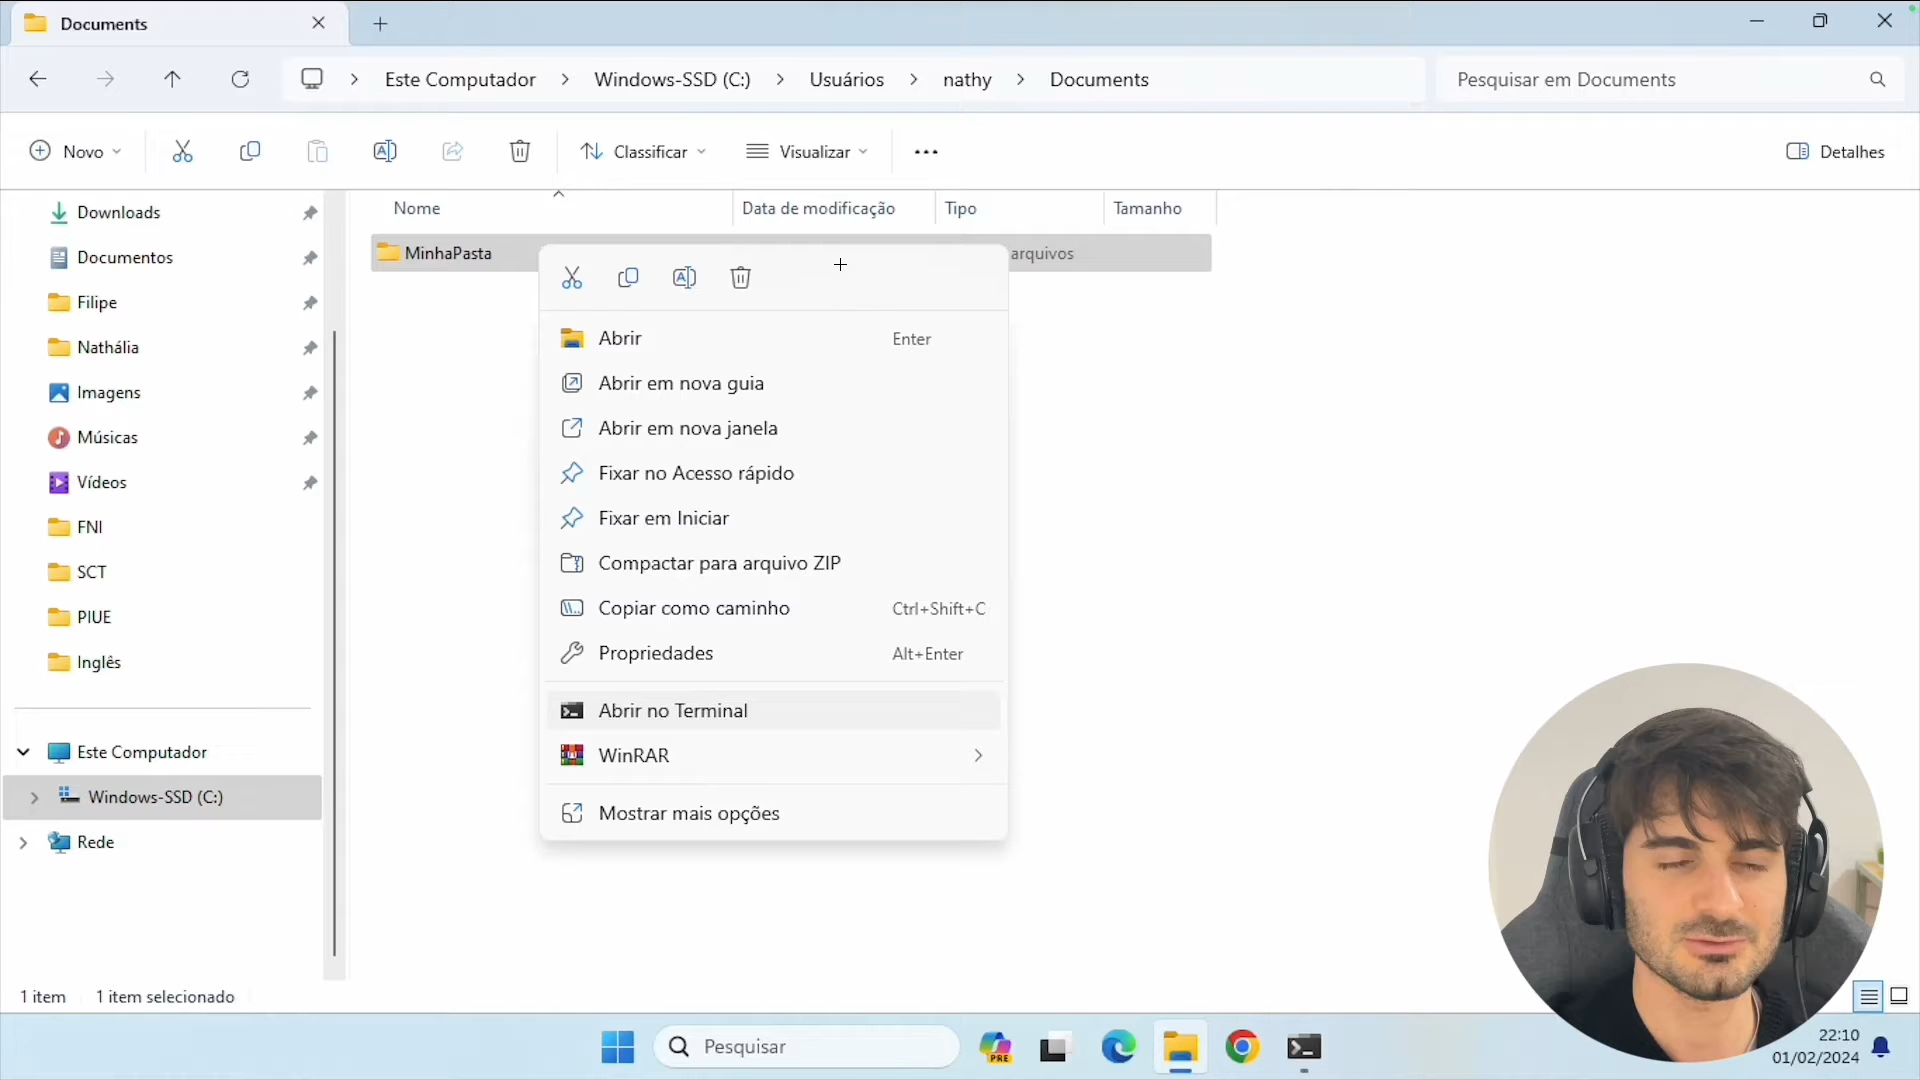 Documents
Este Computador > Windows-SSD (C:) > Usuários > nathy > Documents
Pesquisar em Documents
Novo
Classificar
Visualizar
Detalhes
Downloads
Documentos
Filipe
Nathália
Imagens
Músicas
Vídeos
FNI
SCT
PIUE
Inglês
Este Computador
Windows-SSD (C:)
Rede
Nome Data de modificação Tipo Tamanho
MinhaPasta arquivos
Abrir Enter
Abrir em nova guia
Abrir em nova janela
Fixar no Acesso rápido
Fixar em Iniciar
Compactar para arquivo ZIP
Copiar como caminho Ctrl+Shift+C
Propriedades Alt+Enter
Abrir no Terminal
WinRAR
Mostrar mais opções
1 item 1 item selecionado
Pesquisar
PRE
22:10
01/02/2024